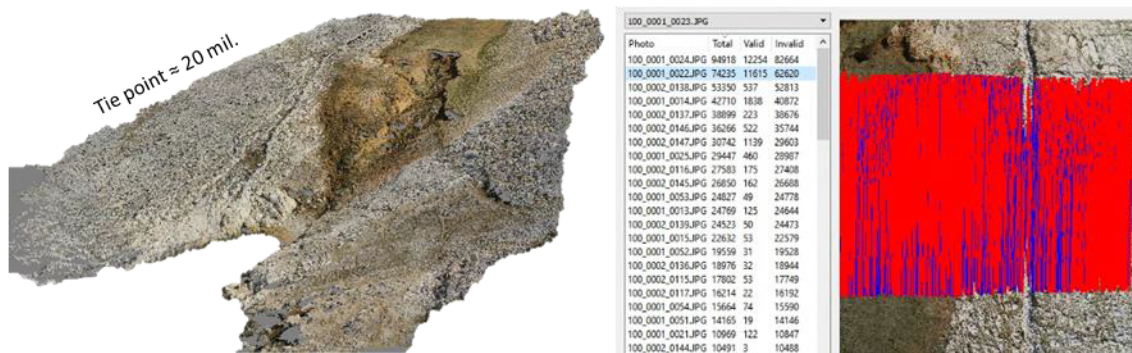 Tie point ≈ 20 mil.
100_0001_0023.JPG
Photo Total Valid Invalid
100_0001_0024.JPG 94918 12254 82664
100_0001_0022.JPG 74235 11615 62620
100_0002_0138.JPG 53350 537 52813
100_0001_0014.JPG 42710 1838 40872
100_0002_0137.JPG 38899 223 38676
100_0002_0146.JPG 36266 522 35744
100_0002_0147.JPG 30742 1139 29603
100_0001_0025.JPG 29447 460 28987
100_0002_0116.JPG 27583 175 27408
100_0002_0145.JPG 26850 162 26688
100_0001_0053.JPG 24827 49 24778
100_0001_0013.JPG 24769 125 24644
100_0002_0139.JPG 24523 50 24473
100_0001_0015.JPG 22632 53 22579
100_0001_0052.JPG 19559 31 19528
100_0002_0136.JPG 18976 32 18944
100_0002_0115.JPG 17802 53 17749
100_0002_0117.JPG 16214 22 16192
100_0001_0054.JPG 15664 74 15590
100_0001_0051.JPG 14165 19 14146
100_0001_0021.JPG 10969 122 10847
100_0002_0144.JPG 10491 3 10488